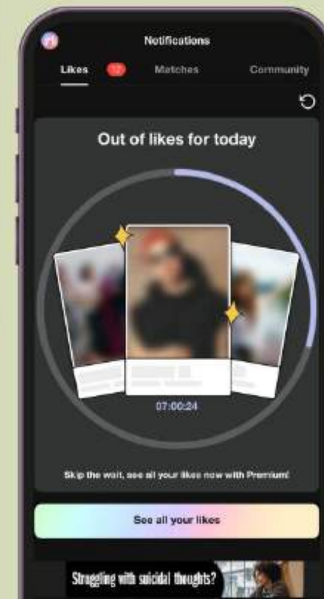 Notifications
Likes 12 Matches Community
Out of likes for today
07:00:24
Skip the wait, see all your likes now with Premium!
See all your likes
Struggling with suicidal thoughts?